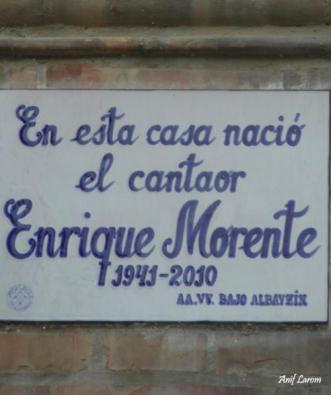 En esta casa nació
el cantaor
Enrique Morente
1941-2010
AA.VV. BAJO ALBAYZÍN
Anif Larom